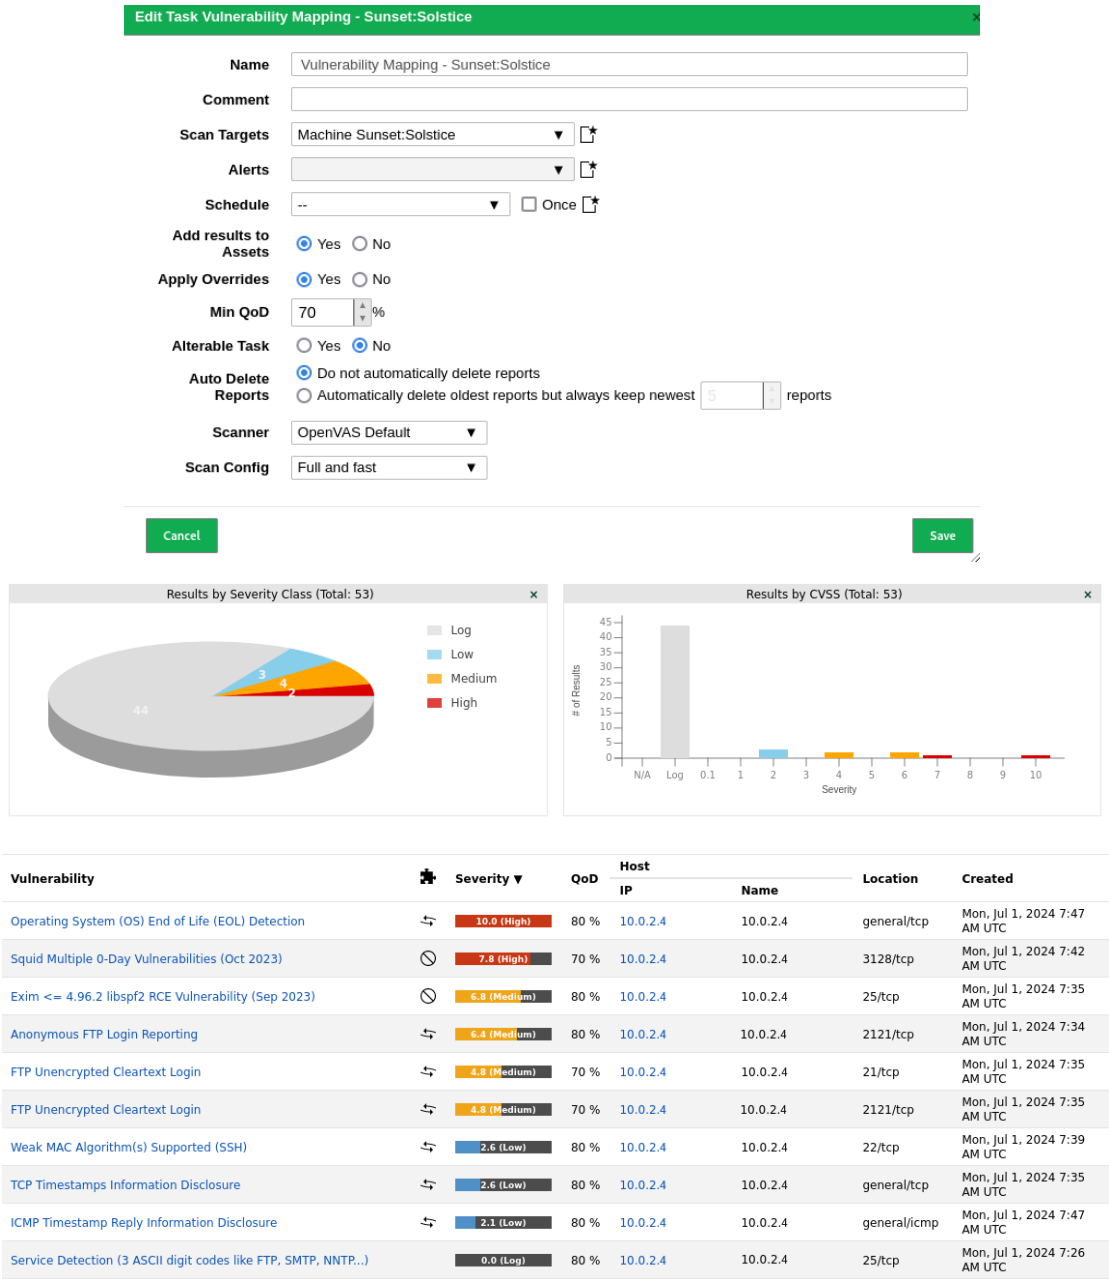 Edit Task Vulnerability Mapping - Sunset:Solstice ×
Name Vulnerability Mapping - Sunset:Solstice
Comment
Scan Targets Machine Sunset:Solstice ▼
Alerts ▼
Schedule -- ▼ Once
Add results to
Assets Yes No
Apply Overrides Yes No
Min QoD 70 %
Alterable Task Yes No
Auto Delete
Reports Do not automatically delete reports
Automatically delete oldest reports but always keep newest 5 reports
Scanner OpenVAS Default ▼
Scan Config Full and fast ▼
Cancel Save
Results by Severity Class (Total: 53) ×
Log
Low
Medium
High
3
4
2
44
Results by CVSS (Total: 53) ×
# of Results
45
40
35
30
25
20
15
10
5
0
N/A Log 0.1 1 2 3 4 5 6 7 8 9 10
Severity
Vulnerability Severity ▼ QoD Host Location Created
IP Name
Operating System (OS) End of Life (EOL) Detection 10.0 (High) 80 % 10.0.2.4 10.0.2.4 general/tcp Mon, Jul 1, 2024 7:47
AM UTC
Squid Multiple 0-Day Vulnerabilities (Oct 2023) 7.8 (High) 70 % 10.0.2.4 10.0.2.4 3128/tcp Mon, Jul 1, 2024 7:42
AM UTC
Exim <= 4.96.2 libspf2 RCE Vulnerability (Sep 2023) 6.8 (Medium) 80 % 10.0.2.4 10.0.2.4 25/tcp Mon, Jul 1, 2024 7:35
AM UTC
Anonymous FTP Login Reporting 6.4 (Medium) 80 % 10.0.2.4 10.0.2.4 2121/tcp Mon, Jul 1, 2024 7:34
AM UTC
FTP Unencrypted Cleartext Login 4.8 (Medium) 70 % 10.0.2.4 10.0.2.4 21/tcp Mon, Jul 1, 2024 7:35
AM UTC
FTP Unencrypted Cleartext Login 4.8 (Medium) 70 % 10.0.2.4 10.0.2.4 2121/tcp Mon, Jul 1, 2024 7:35
AM UTC
Weak MAC Algorithm(s) Supported (SSH) 2.6 (Low) 80 % 10.0.2.4 10.0.2.4 22/tcp Mon, Jul 1, 2024 7:39
AM UTC
TCP Timestamps Information Disclosure 2.6 (Low) 80 % 10.0.2.4 10.0.2.4 general/tcp Mon, Jul 1, 2024 7:35
AM UTC
ICMP Timestamp Reply Information Disclosure 2.1 (Low) 80 % 10.0.2.4 10.0.2.4 general/icmp Mon, Jul 1, 2024 7:47
AM UTC
Service Detection (3 ASCII digit codes like FTP, SMTP, NNTP...) 0.0 (Log) 80 % 10.0.2.4 10.0.2.4 25/tcp Mon, Jul 1, 2024 7:26
AM UTC